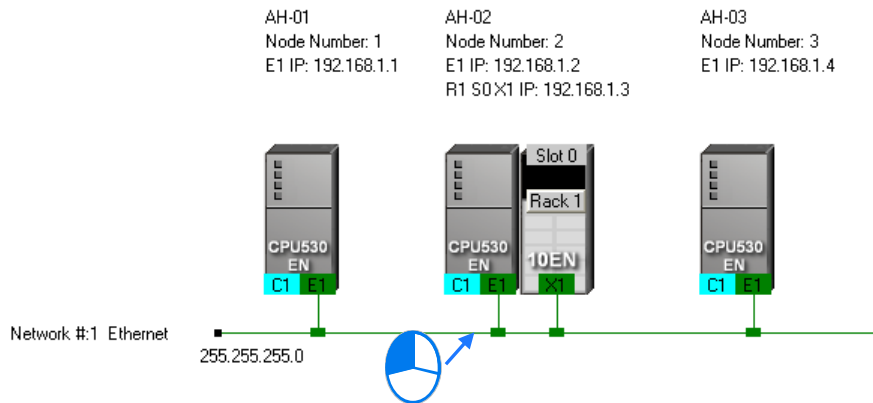 AH-01
Node Number: 1
E1 IP: 192.168.1.1
AH-02
Node Number: 2
E1 IP: 192.168.1.2
R1 S0 X1 IP: 192.168.1.3
AH-03
Node Number: 3
E1 IP: 192.168.1.4
CPU530
EN
C1 E1
CPU530
EN
C1 E1
Slot 0
Rack 1
10EN
X1
CPU530
EN
C1 E1
Network #:1 Ethernet
255.255.255.0